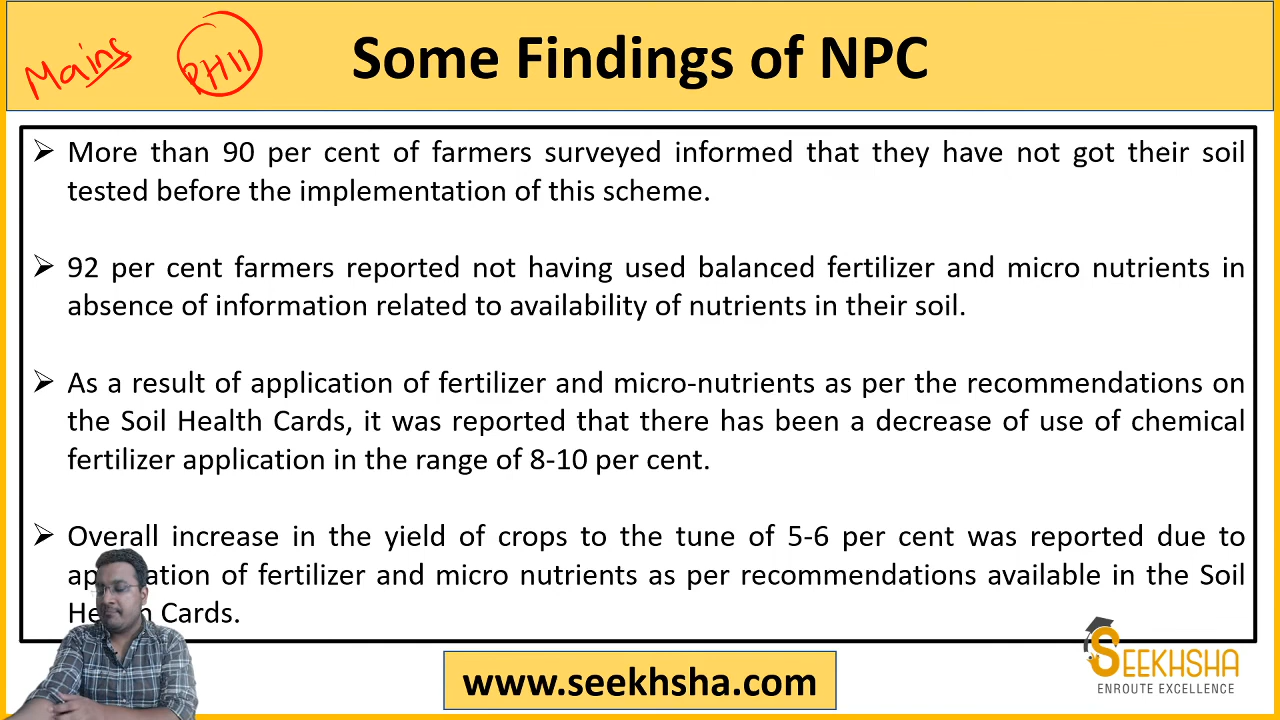 Mains
PH11
Some Findings of NPC
➢ More than 90 per cent of farmers surveyed informed that they have not got their soil
tested before the implementation of this scheme.
➢ 92 per cent farmers reported not having used balanced fertilizer and micro nutrients in
absence of information related to availability of nutrients in their soil.
➢ As a result of application of fertilizer and micro-nutrients as per the recommendations on
the Soil Health Cards, it was reported that there has been a decrease of use of chemical
fertilizer application in the range of 8-10 per cent.
➢ Overall increase in the yield of crops to the tune of 5-6 per cent was reported due to
application of fertilizer and micro nutrients as per recommendations available in the Soil
Health Cards.
www.seekhsha.com
SEEKHSHA
ENROUTE EXCELLENCE